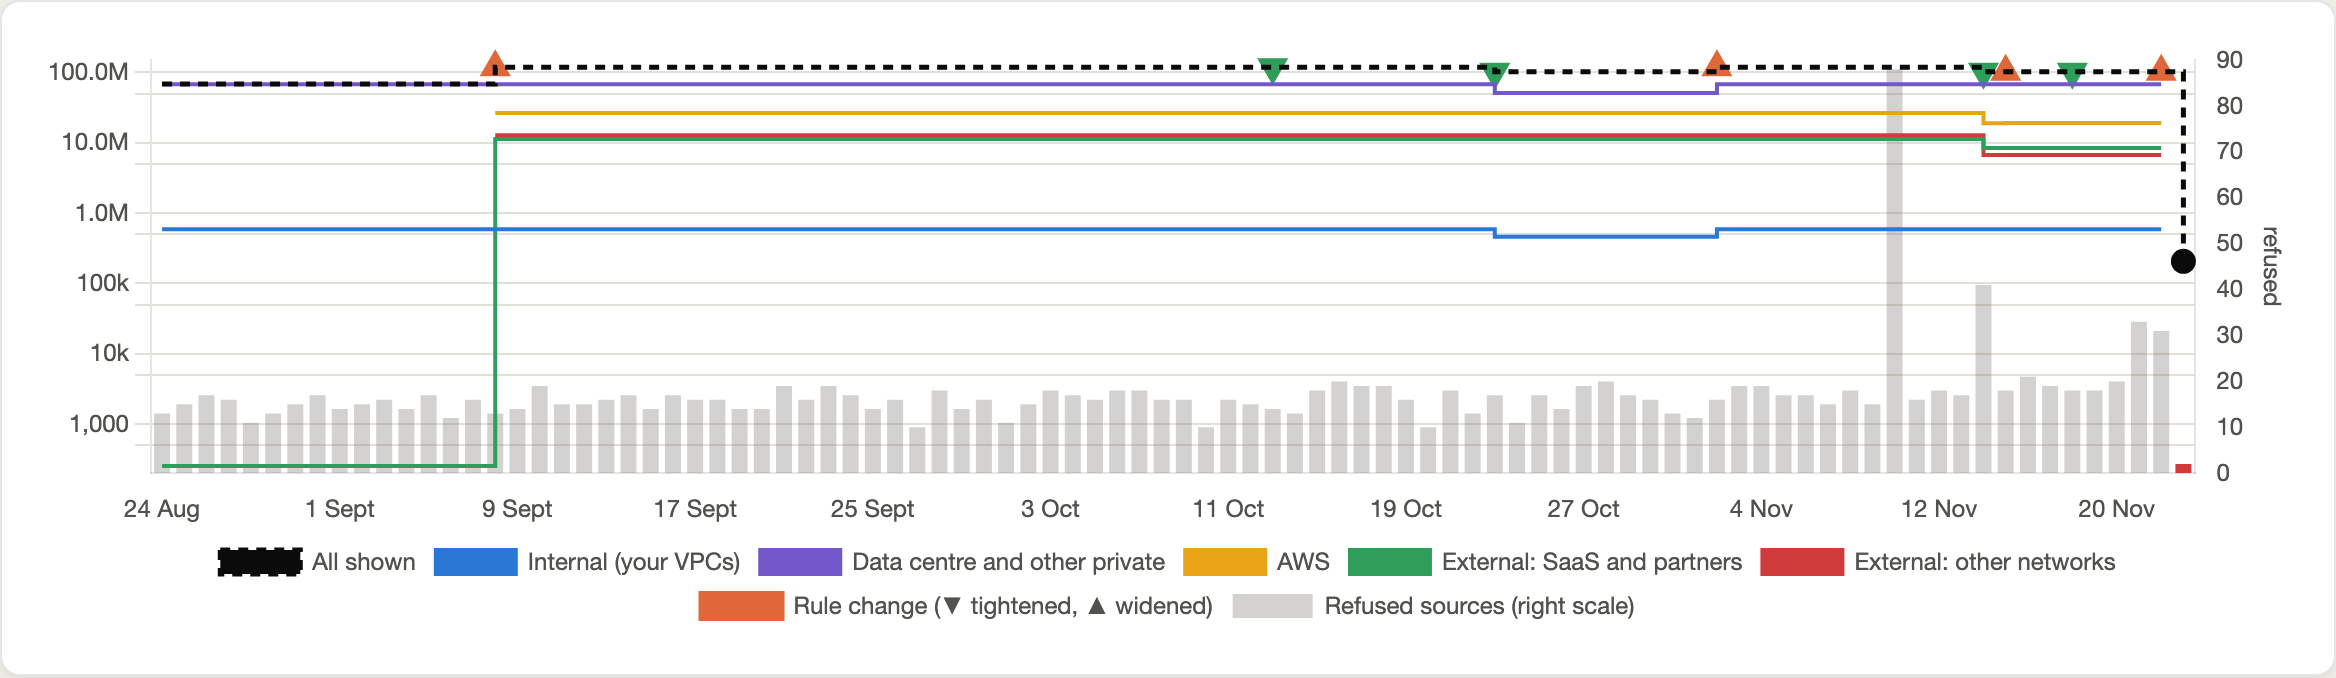 100.0M
10.0M
1.0M
100k
10k
1,000
90
80
70
60
50
40
30
20
10
0
refused
24 Aug 1 Sept 9 Sept 17 Sept 25 Sept 3 Oct 11 Oct 19 Oct 27 Oct 4 Nov 12 Nov 20 Nov
All shown Internal (your VPCs) Data centre and other private AWS External: SaaS and partners External: other networks
Rule change (▼ tightened, ▲ widened) Refused sources (right scale)